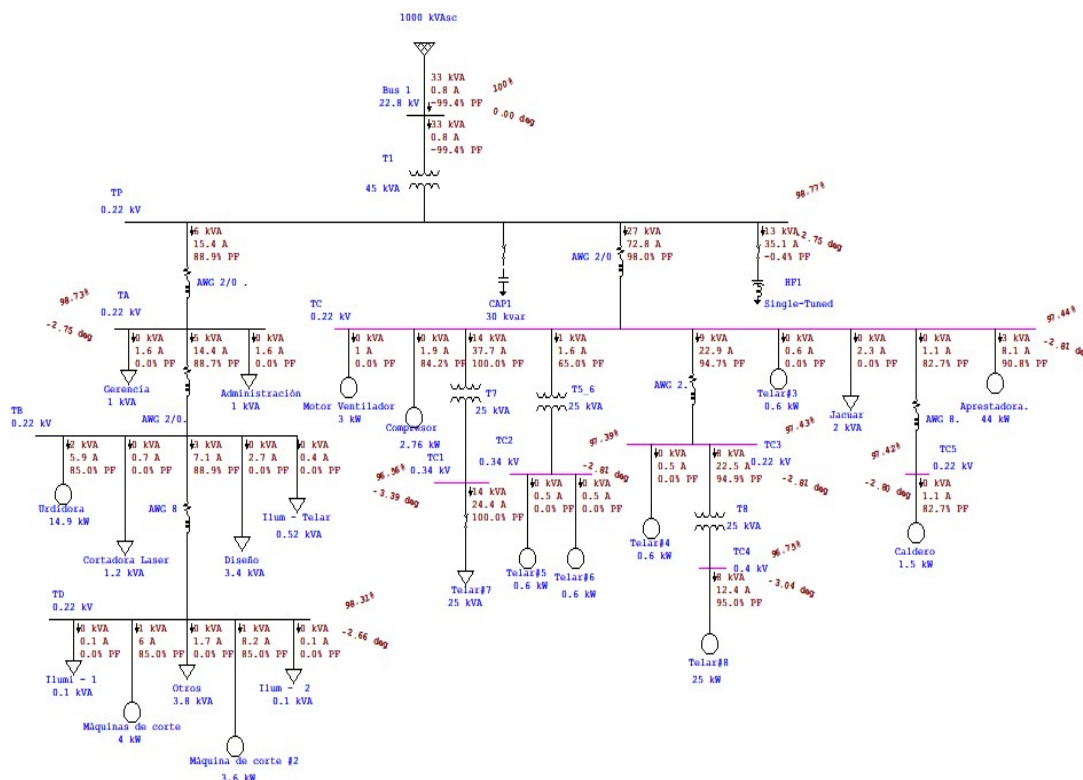 1000 kVAsc
33 kVA
0.8 A
-99.4% PF
100%
0.00 deg
Bus 1
22.8 kV
33 kVA
0.8 A
-99.4% PF
T1
45 kVA
TP
0.22 kV
98.77%
-2.75 deg
6 kVA
15.4 A
88.9% PF
AWG 2/0 .
CAP1
30 kvar
27 kVA
72.8 A
98.0% PF
AWG 2/0
13 kVA
35.1 A
-0.4% PF
HF1
Single-Tuned
98.73%
-2.75 deg
TA
0.22 kV
0 kVA
1.6 A
0.0% PF
Gerencia
1 kVA
5 kVA
14.4 A
88.7% PF
AWG 2/0.
0 kVA
1.6 A
0.0% PF
Administración
1 kVA
TC
0.22 kV
97.44%
-2.81 deg
0 kVA
1 A
0.0% PF
Motor Ventilador
3 kW
0 kVA
1.9 A
84.2% PF
Compresor
2.76 kW
14 kVA
37.7 A
100.0% PF
T7
25 kVA
1 kVA
1.6 A
65.0% PF
T5_6
25 kVA
9 kVA
22.9 A
94.7% PF
AWG 2.
0 kVA
0.6 A
0.0% PF
Telar#3
0.6 kW
0 kVA
2.3 A
0.0% PF
Jacuar
2 kVA
0 kVA
1.1 A
82.7% PF
AWG 8.
3 kVA
8.1 A
90.8% PF
Aprestadora.
44 kW
TB
0.22 kV
2 kVA
5.9 A
85.0% PF
Urdidora
14.9 kW
0 kVA
0.7 A
0.0% PF
Cortadora Laser
1.2 kVA
3 kVA
7.1 A
88.9% PF
AWG 8
0 kVA
2.7 A
0.0% PF
Diseño
3.4 kVA
0 kVA
0.4 A
0.0% PF
Ilum - Telar
0.52 kVA
TC1
0.34 kV
96.56%
-3.39 deg
14 kVA
24.4 A
100.0% PF
Telar#7
25 kVA
TC2
0.34 kV
97.39%
-2.81 deg
0 kVA
0.5 A
0.0% PF
Telar#5
0.6 kW
0 kVA
0.5 A
0.0% PF
Telar#6
0.6 kW
TC3
0.22 kV
97.43%
-2.81 deg
0 kVA
0.5 A
0.0% PF
Telar#4
0.6 kW
8 kVA
22.5 A
94.9% PF
T8
25 kVA
TC4
0.4 kV
96.75%
-3.04 deg
8 kVA
12.4 A
95.0% PF
Telar#8
25 kW
TC5
0.22 kV
97.42%
-2.80 deg
0 kVA
1.1 A
82.7% PF
Caldero
1.5 kW
TD
0.22 kV
98.31%
-2.66 deg
0 kVA
0.1 A
0.0% PF
Ilumi - 1
0.1 kVA
1 kVA
6 A
85.0% PF
Máquinas de corte
4 kW
0 kVA
1.7 A
0.0% PF
Otros
3.8 kVA
1 kVA
8.2 A
85.0% PF
Máquina de corte #2
3.6 kW
0 kVA
0.1 A
0.0% PF
Ilum - 2
0.1 kVA